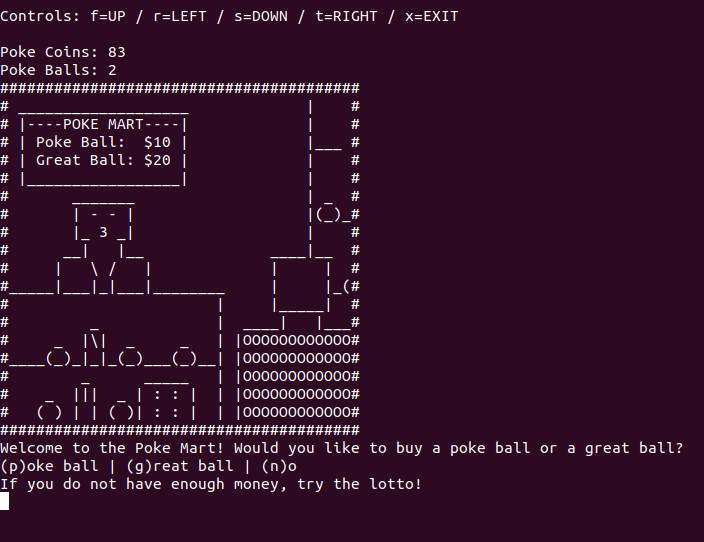 Controls: f=UP / r=LEFT / s=DOWN / t=RIGHT / x=EXIT
Poke Coins: 83
Poke Balls: 2
|----POKE MART----|
| Poke Ball:  $10 |
| Great Ball: $20 |
OOOOOOOOOOOO
OOOOOOOOOOOO
OOOOOOOOOOOO
OOOOOOOOOOOO
OOOOOOOOOOOO
Welcome to the Poke Mart! Would you like to buy a poke ball or a great ball?
(p)oke ball | (g)reat ball | (n)o
If you do not have enough money, try the lotto!